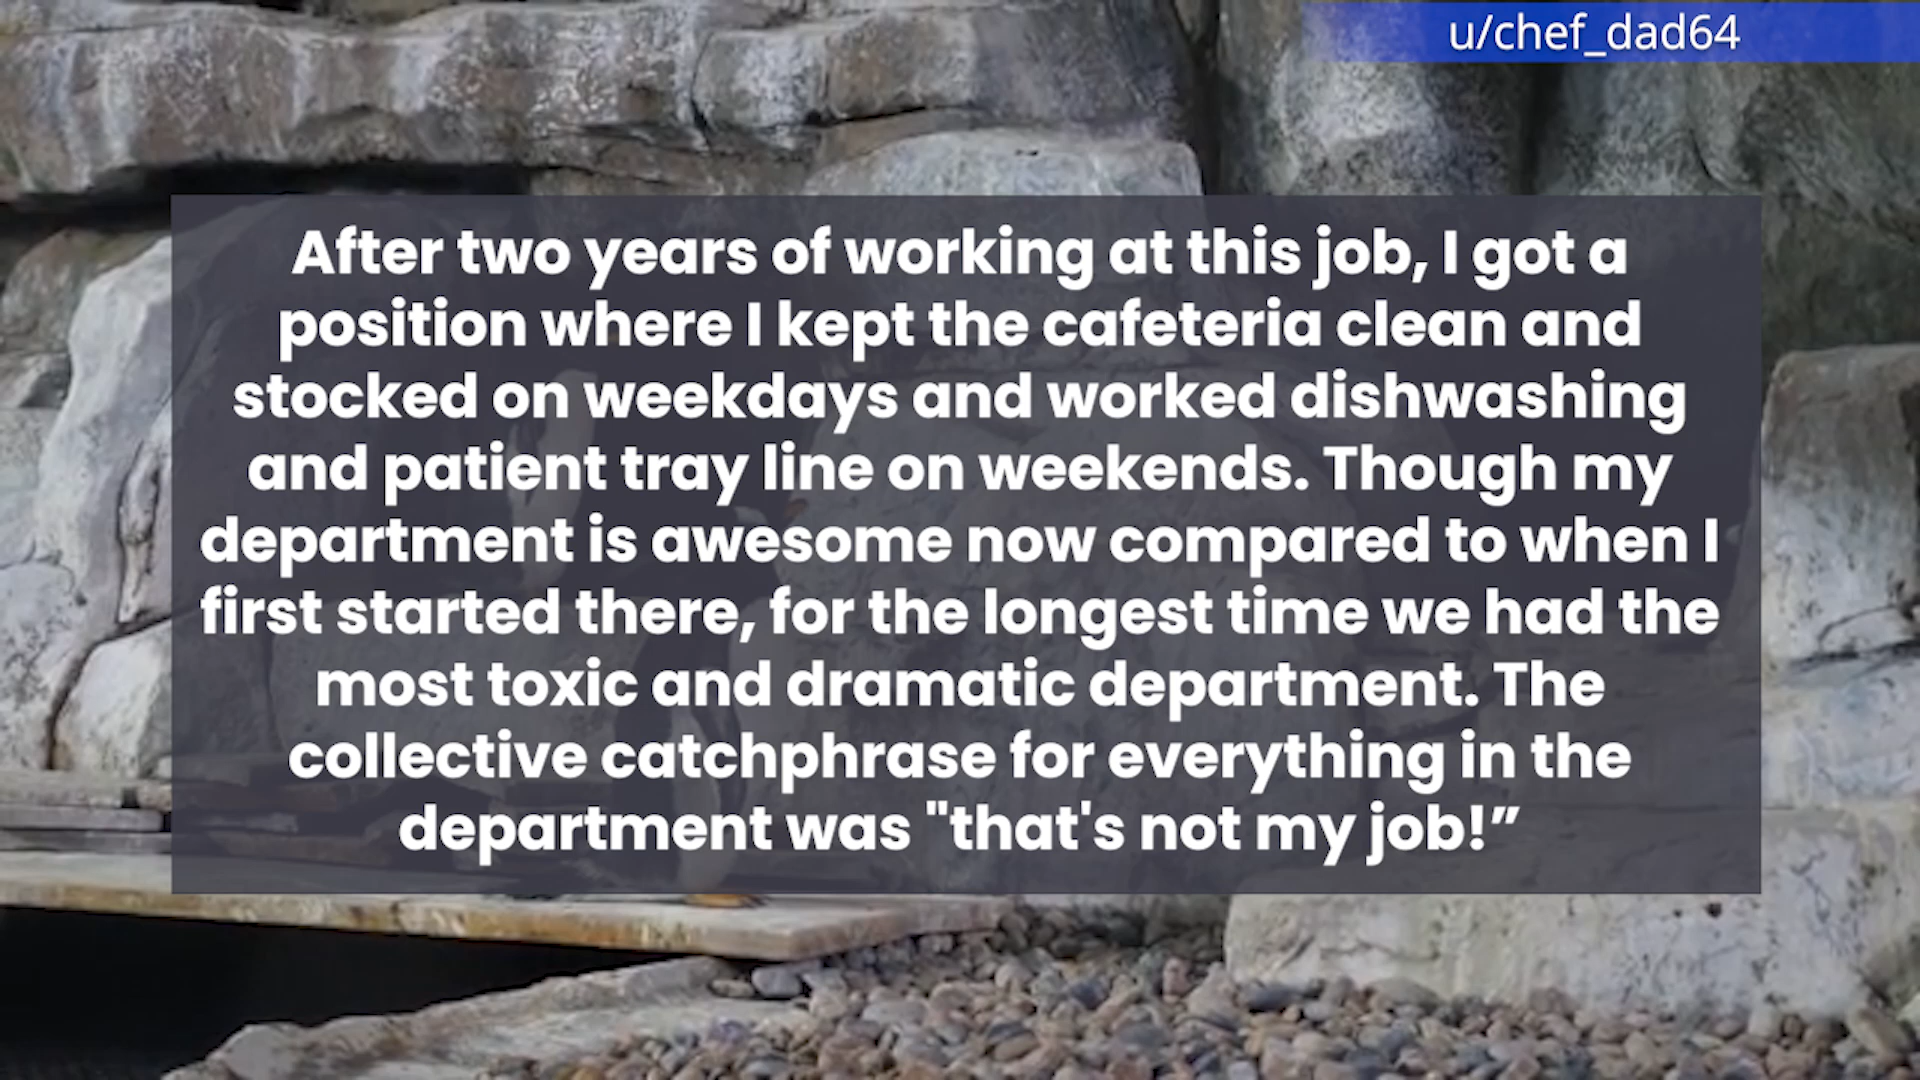 u/chef_dad64
After two years of working at this job, I got a
position where I kept the cafeteria clean and
stocked on weekdays and worked dishwashing
and patient tray line on weekends. Though my
department is awesome now compared to when I
first started there, for the longest time we had the
most toxic and dramatic department. The
collective catchphrase for everything in the
department was "that's not my job!”